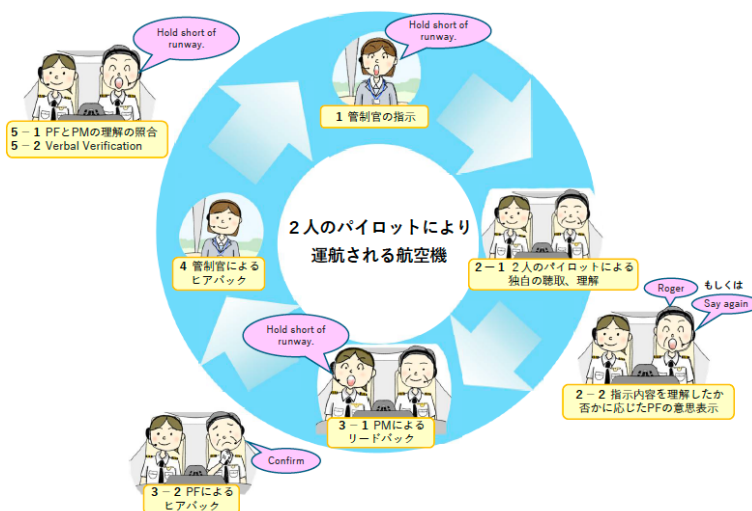 Hold short of
runway.
1 管制官の指示
2－1 2人のパイロットによる
独自の聴取、理解
Roger
もしくは
Say again
2－2 指示内容を理解したか
否かに応じたPFの意思表示
Hold short of
runway.
3－1 PMによる
リードバック
Confirm
3－2 PFによる
ヒアバック
4 管制官による
ヒアバック
Hold short of
runway.
5－1 PFとPMの理解の照合
5－2 Verbal Verification
2人のパイロットにより
運航される航空機